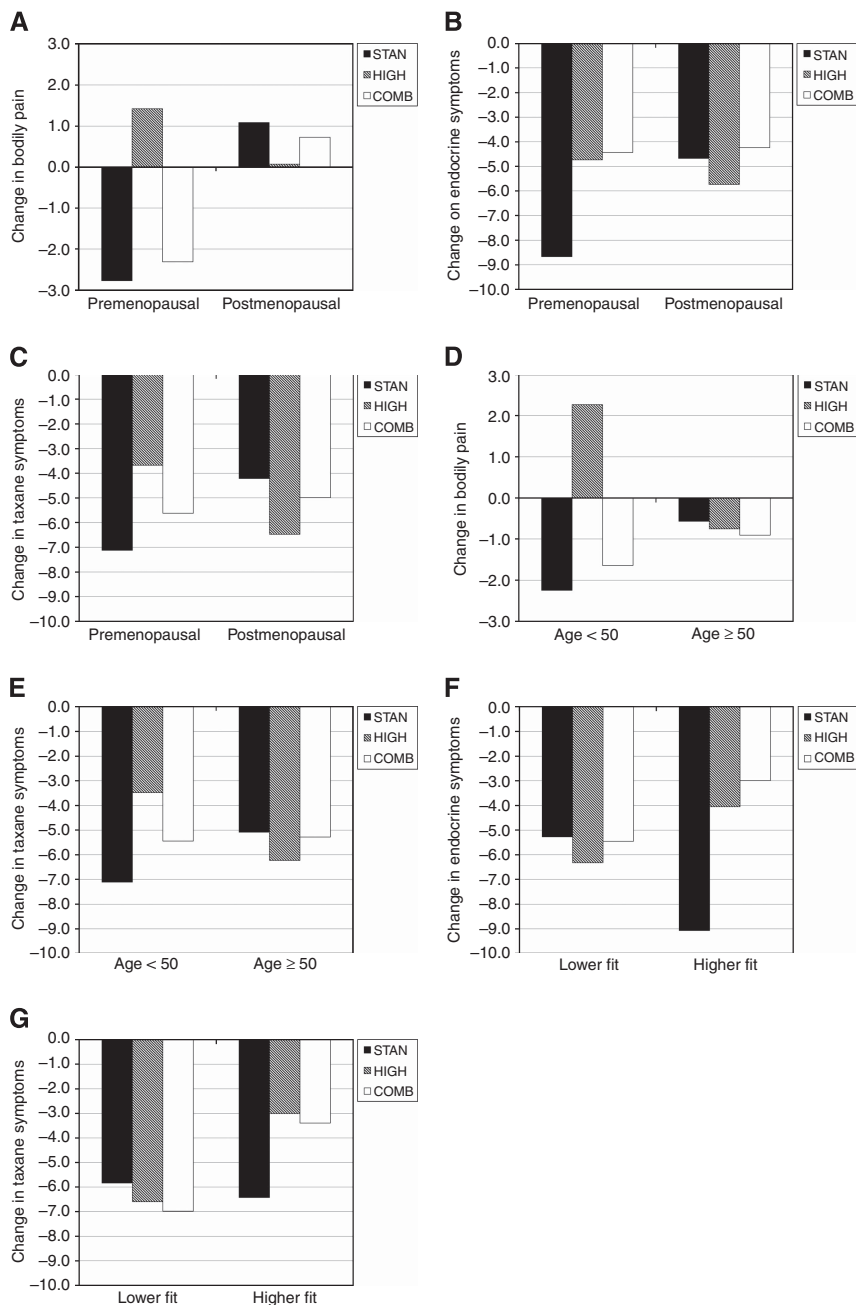 A
Change in bodily pain
3.0
2.0
1.0
0.0
–1.0
–2.0
–3.0
Premenopausal Postmenopausal
STAN
HIGH
COMB
B
Change on endocrine symptoms
0.0
–1.0
–2.0
–3.0
–4.0
–5.0
–6.0
–7.0
–8.0
–9.0
–10.0
Premenopausal Postmenopausal
STAN
HIGH
COMB
C
Change in taxane symptoms
0.0
–1.0
–2.0
–3.0
–4.0
–5.0
–6.0
–7.0
–8.0
–9.0
–10.0
Premenopausal Postmenopausal
STAN
HIGH
COMB
D
Change in bodily pain
3.0
2.0
1.0
0.0
–1.0
–2.0
–3.0
Age < 50 Age ≥ 50
STAN
HIGH
COMB
E
Change in taxane symptoms
0.0
–1.0
–2.0
–3.0
–4.0
–5.0
–6.0
–7.0
–8.0
–9.0
–10.0
Age < 50 Age ≥ 50
STAN
HIGH
COMB
F
Change in endocrine symptoms
0.0
–1.0
–2.0
–3.0
–4.0
–5.0
–6.0
–7.0
–8.0
–9.0
–10.0
Lower fit Higher fit
STAN
HIGH
COMB
G
Change in taxane symptoms
0.0
–1.0
–2.0
–3.0
–4.0
–5.0
–6.0
–7.0
–8.0
–9.0
–10.0
Lower fit Higher fit
STAN
HIGH
COMB